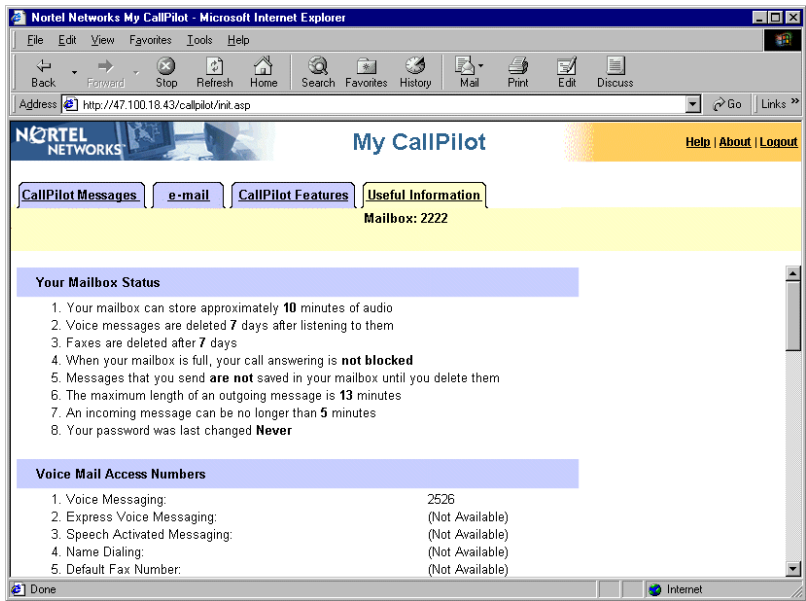 Nortel Networks My CallPilot - Microsoft Internet Explorer
File Edit View Favorites Tools Help
Back Forward Stop Refresh Home Search Favorites History Mail Print Edit Discuss
Address http://47.100.18.43/callpilot/init.asp Go Links »
NORTEL
NETWORKS
My CallPilot
Help | About | Logout
CallPilot Messages e-mail CallPilot Features Useful Information
Mailbox: 2222
Your Mailbox Status
1. Your mailbox can store approximately 10 minutes of audio
2. Voice messages are deleted 7 days after listening to them
3. Faxes are deleted after 7 days
4. When your mailbox is full, your call answering is not blocked
5. Messages that you send are not saved in your mailbox until you delete them
6. The maximum length of an outgoing message is 13 minutes
7. An incoming message can be no longer than 5 minutes
8. Your password was last changed Never
Voice Mail Access Numbers
1. Voice Messaging: 2526
2. Express Voice Messaging: (Not Available)
3. Speech Activated Messaging: (Not Available)
4. Name Dialing: (Not Available)
5. Default Fax Number: (Not Available)
Done Internet